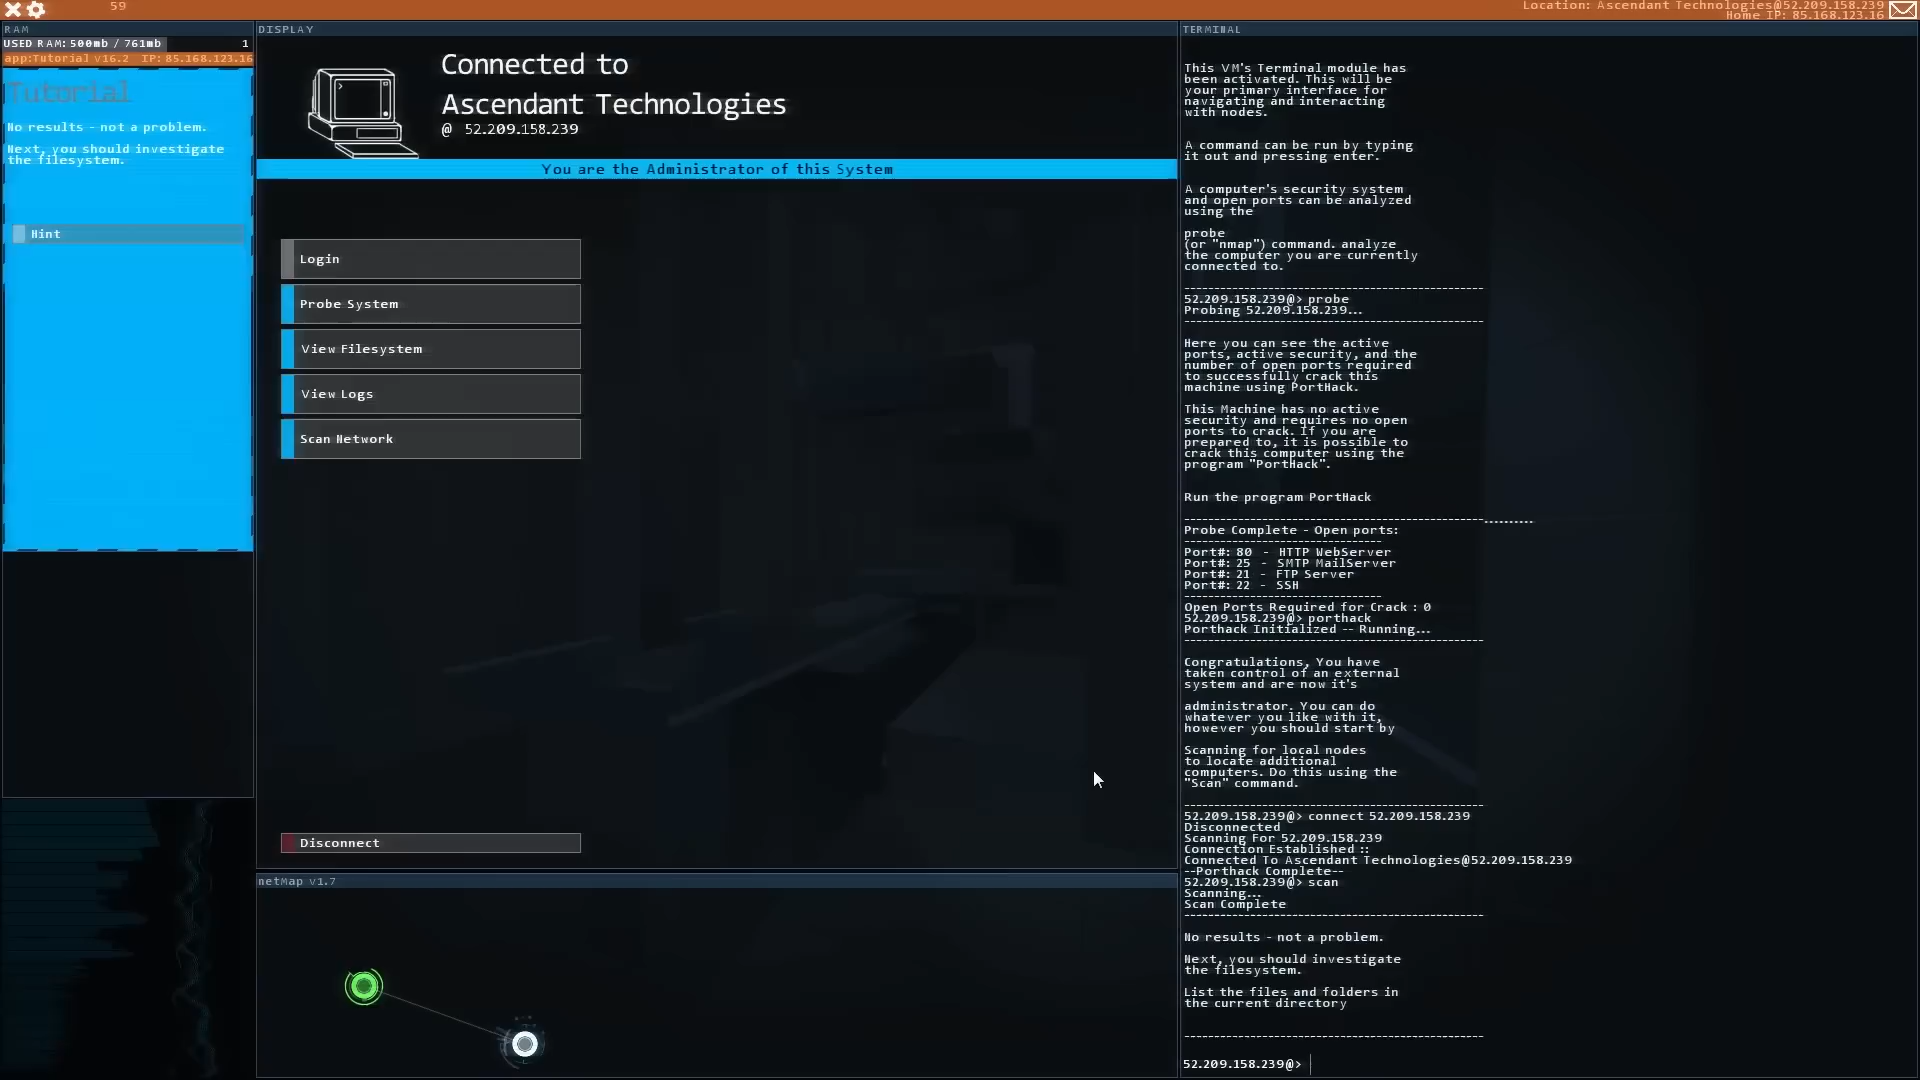 59
Location: Ascendant Technologies@52.209.158.239
Home IP: 85.168.123.16
RAM
USED RAM: 500mb / 761mb 1
app:Tutorial v16.2 IP: 85.168.123.16
Tutorial
No results - not a problem.
Next, you should investigate
the filesystem.
Hint
DISPLAY
Connected to
Ascendant Technologies
@ 52.209.158.239
You are the Administrator of this System
Login
Probe System
View Filesystem
View Logs
Scan Network
Disconnect
netMap v1.7
TERMINAL
This VM's Terminal module has
been activated. This will be
your primary interface for
navigating and interacting
with nodes.
A command can be run by typing
it out and pressing enter.
A computer's security system
and open ports can be analyzed
using the
probe
(or "nmap") command. analyze
the computer you are currently
connected to.
--------------------------------------------------
52.209.158.239@> probe
Probing 52.209.158.239...
--------------------------------------------------
Here you can see the active
ports, active security, and the
number of open ports required
to successfully crack this
machine using PortHack.
This Machine has no active
security and requires no open
ports to crack. If you are
prepared to, it is possible to
crack this computer using the
program "PortHack".
Run the program PortHack
--------------------------------------------------.........
Probe Complete - Open ports:
---------------------------------
Port#: 80 - HTTP WebServer
Port#: 25 - SMTP MailServer
Port#: 21 - FTP Server
Port#: 22 - SSH
---------------------------------
Open Ports Required for Crack : 0
52.209.158.239@> porthack
Porthack Initialized -- Running...
--------------------------------------------------
Congratulations, You have
taken control of an external
system and are now it's
administrator. You can do
whatever you like with it,
however you should start by
Scanning for local nodes
to locate additional
computers. Do this using the
"Scan" command.
--------------------------------------------------
52.209.158.239@> connect 52.209.158.239
Disconnected
Scanning For 52.209.158.239
Connection Established ::
Connected To Ascendant Technologies@52.209.158.239
--Porthack Complete--
52.209.158.239@> scan
Scanning...
Scan Complete
--------------------------------------------------
No results - not a problem.
Next, you should investigate
the filesystem.
List the files and folders in
the current directory
--------------------------------------------------
52.209.158.239@>